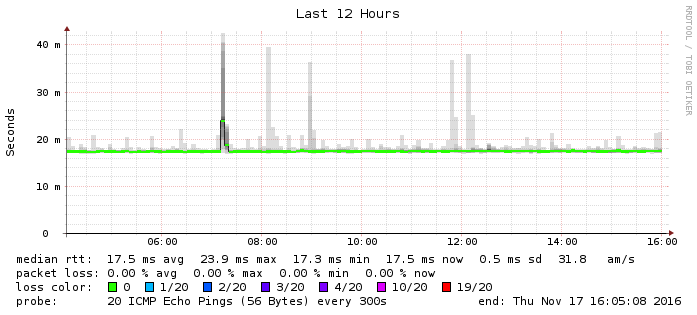 Last 12 Hours
RRDTOOL / TOBI OETIKER
Seconds
40 m
30 m
20 m
10 m
0
06:00 08:00 10:00 12:00 14:00 16:00
median rtt: 17.5 ms avg 23.9 ms max 17.3 ms min 17.5 ms now 0.5 ms sd 31.8 am/s
packet loss: 0.00 % avg 0.00 % max 0.00 % min 0.00 % now
loss color: 0 1/20 2/20 3/20 4/20 10/20 19/20
probe: 20 ICMP Echo Pings (56 Bytes) every 300s end: Thu Nov 17 16:05:08 2016